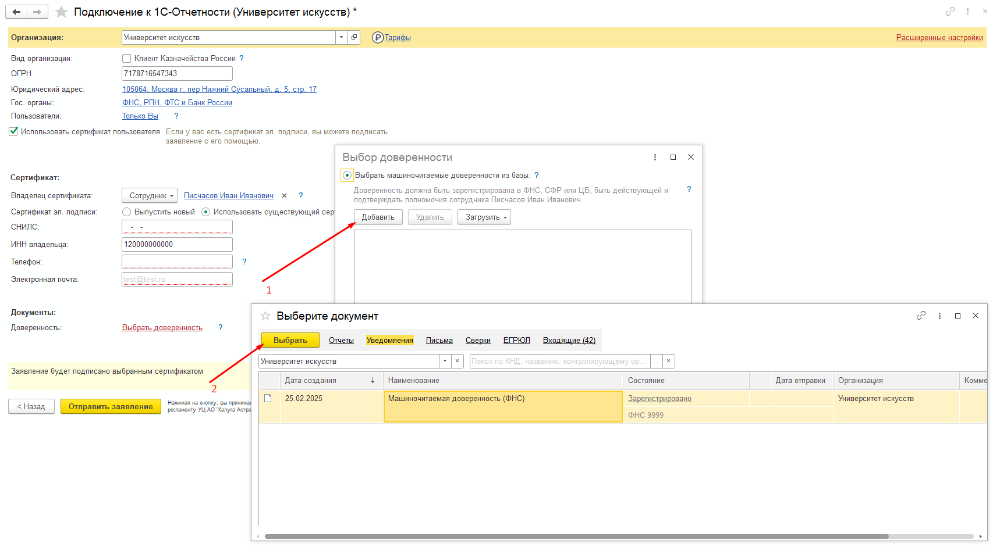 Подключение к 1С-Отчетности (Университет искусств) *
Организация:
Университет искусств
Тарифы
Расширенные настройки
Вид организации:
Клиент Казначейства России ?
ОГРН
7178716547343
Юридический адрес:
105064, Москва г, пер Нижний Сусальный, д. 5, стр. 17
Гос. органы:
ФНС, РПН, ФТС и Банк России
Пользователи:
Только Вы ?
Использовать сертификат пользователя
Если у вас есть сертификат эл. подписи, вы можете подписать
заявление с его помощью.
Сертификат:
Владелец сертификата:
Сотрудник
Писчасов Иван Иванович
?
Сертификат эл. подписи:
Выпустить новый
Использовать существующий сер
СНИЛС:
- -
ИНН владельца:
120000000000
Телефон:
?
Электронная почта:
test@test.ru
Документы:
Доверенность:
Выбрать доверенность ?
Заявление будет подписано выбранным сертификатом
< Назад
Отправить заявление
Нажимая на кнопку, вы принимае
регламенту УЦ АО "Калуга Астра
Выбор доверенности
Выбрать машиночитаемые доверенности из базы: ?
Доверенность должна быть зарегистрирована в ФНС, СФР или ЦБ, быть действующей и
подтверждать полномочия сотрудника Писчасов Иван Иванович.
?
Добавить
Удалить
Загрузить
1
Выберите документ
Выбрать
Отчеты
Уведомления
Письма
Сверки
ЕГРЮЛ
Входящие (42)
2
Университет искусств
Поиск по КНД, названию, контролирующему ор...
...
Дата создания
Наименование
Состояние
Дата отправки
Организация
Комме
25.02.2025
Машиночитаемая доверенность (ФНС)
Зарегистрировано
Университет искусств
ФНС 9999